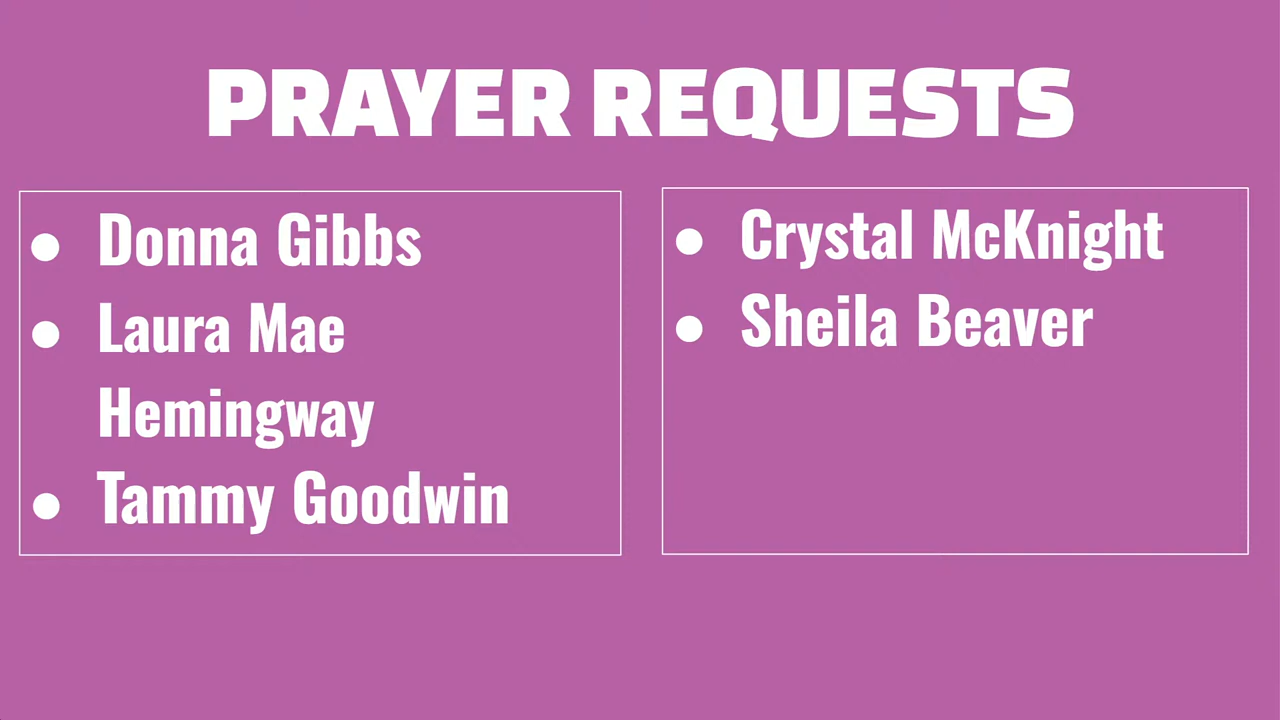 PRAYER REQUESTS
● Donna Gibbs
● Laura Mae
Hemingway
● Tammy Goodwin
● Crystal McKnight
● Sheila Beaver